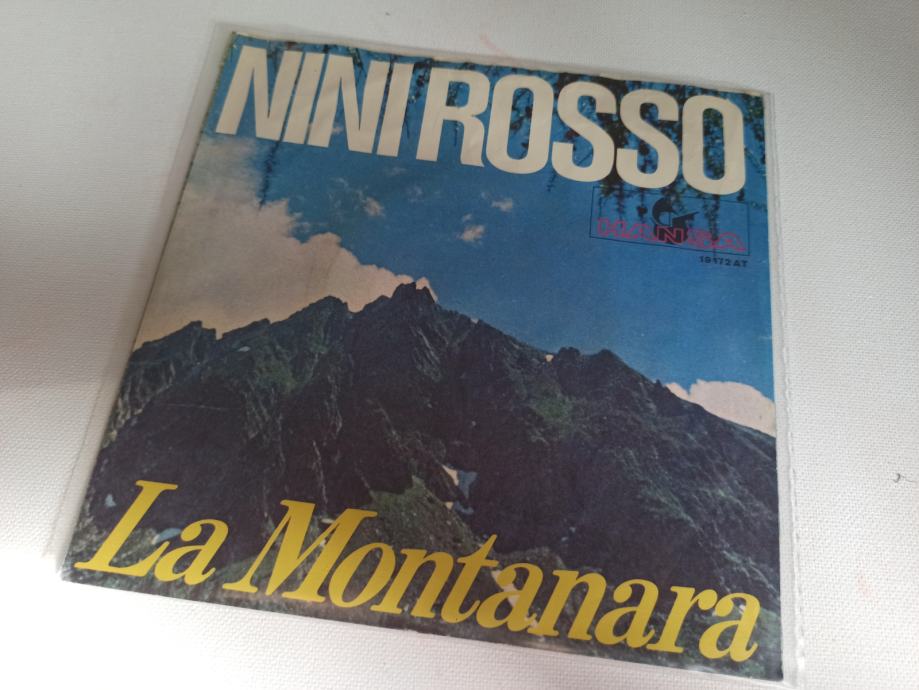 NINI ROSSO
HANSA
19 172 AT
La Montanara